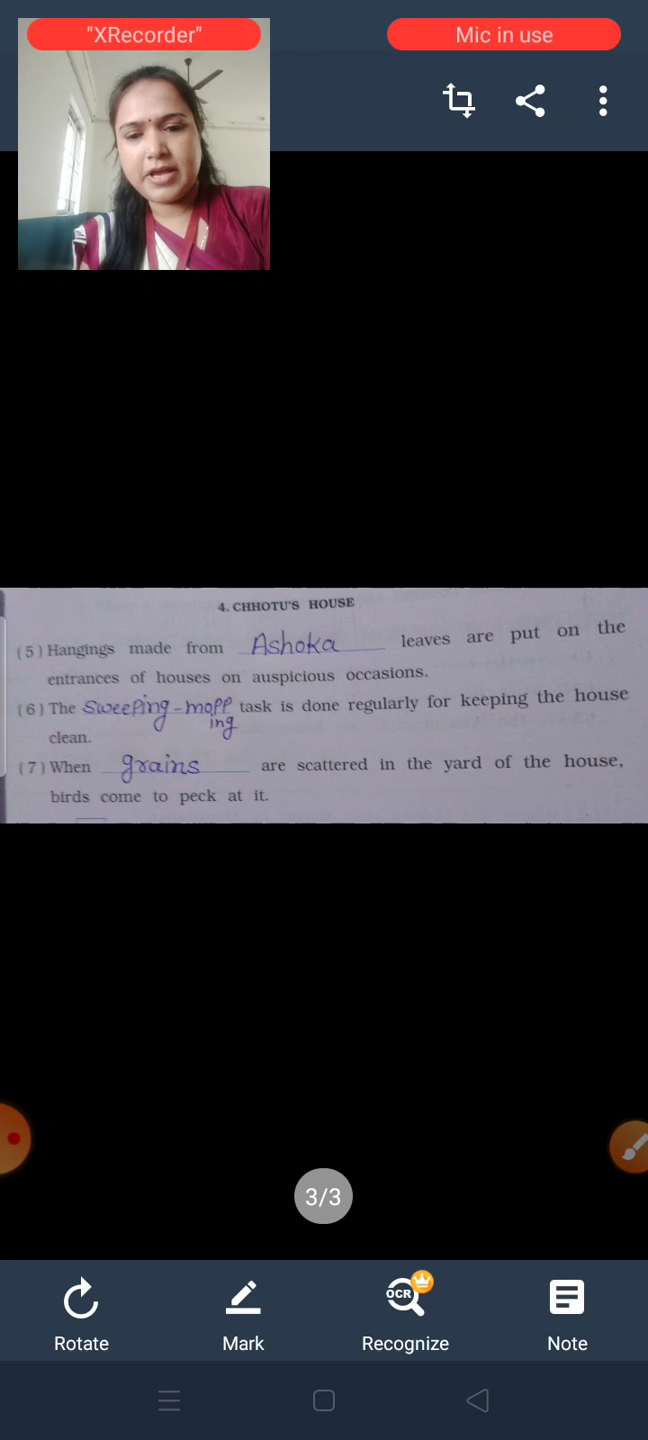 "XRecorder"
Mic in use
4. CHHOTU'S HOUSE
(5) Hangings made from Ashoka leaves are put on the
entrances of houses on auspicious occasions.
(6) The Sweeping-mopp task is done regularly for keeping the house
ing
clean.
(7) When grains are scattered in the yard of the house,
birds come to peck at it.
3/3
OCR
Rotate
Mark
Recognize
Note